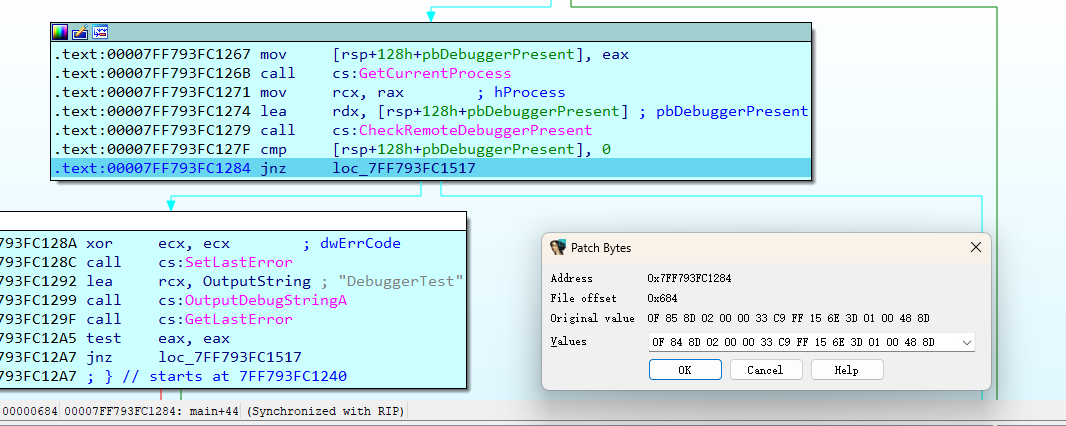 .text:00007FF793FC1267 mov [rsp+128h+pbDebuggerPresent], eax
.text:00007FF793FC126B call cs:GetCurrentProcess
.text:00007FF793FC1271 mov rcx, rax ; hProcess
.text:00007FF793FC1274 lea rdx, [rsp+128h+pbDebuggerPresent] ; pbDebuggerPresent
.text:00007FF793FC1279 call cs:CheckRemoteDebuggerPresent
.text:00007FF793FC127F cmp [rsp+128h+pbDebuggerPresent], 0
.text:00007FF793FC1284 jnz loc_7FF793FC1517
793FC128A xor ecx, ecx ; dwErrCode
793FC128C call cs:SetLastError
793FC1292 lea rcx, OutputString ; "DebuggerTest"
793FC1299 call cs:OutputDebugStringA
793FC129F call cs:GetLastError
793FC12A5 test eax, eax
793FC12A7 jnz loc_7FF793FC1517
793FC12A7 ; } // starts at 7FF793FC1240
Patch Bytes
Address 0x7FF793FC1284
File offset 0x684
Original value 0F 85 8D 02 00 00 33 C9 FF 15 6E 3D 01 00 48 8D
Values 0F 84 8D 02 00 00 33 C9 FF 15 6E 3D 01 00 48 8D
OK Cancel Help
00000684 00007FF793FC1284: main+44 (Synchronized with RIP)